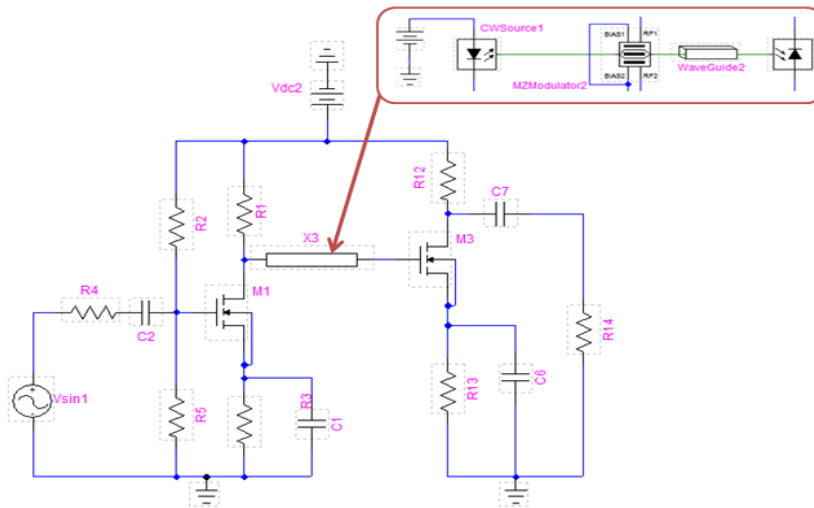 CWSource1
BIAS1
RF1
BIAS2
RF2
WaveGuide2
MZModulator2
Vdc2
R2
R1
R12
C7
X3
M3
R4
C2
M1
R14
Vsin1
R5
R3
C1
R13
C6